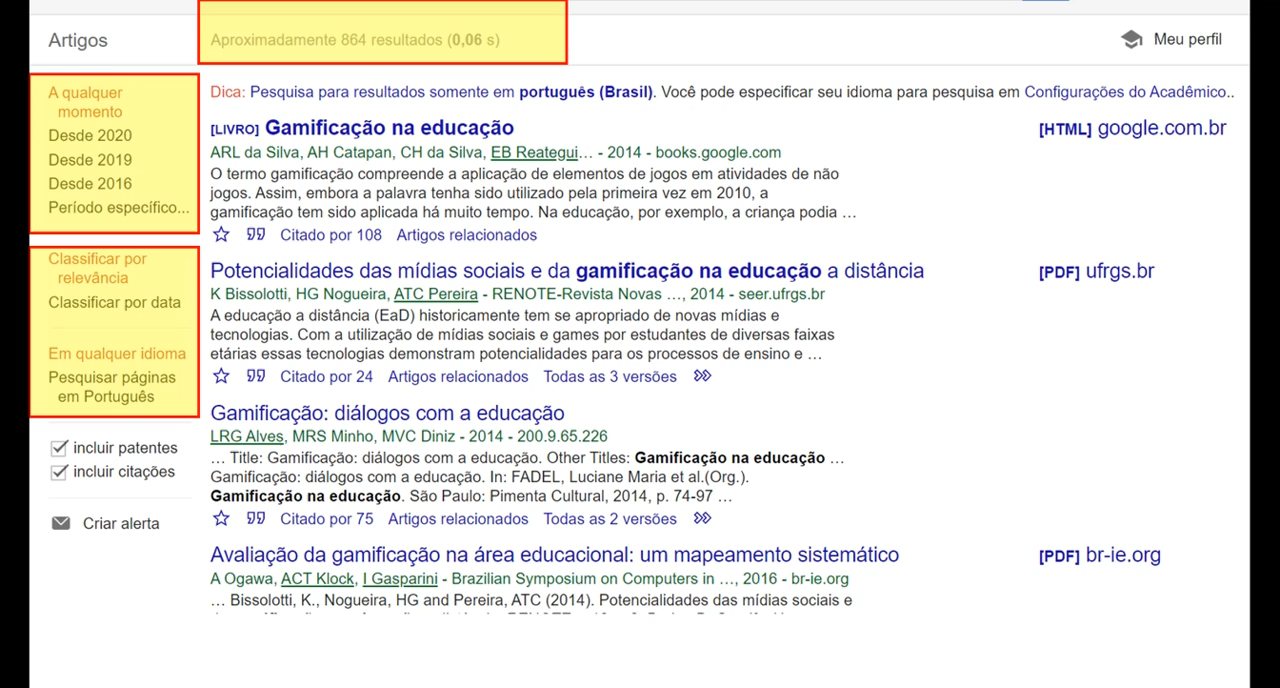 Artigos
Aproximadamente 864 resultados (0,06 s)
Meu perfil
A qualquer
momento
Desde 2020
Desde 2019
Desde 2016
Período específico...
Classificar por
relevância
Classificar por data
Em qualquer idioma
Pesquisar páginas
em Português
incluir patentes
incluir citações
Criar alerta
Dica: Pesquisa para resultados somente em português (Brasil). Você pode especificar seu idioma para pesquisa em Configurações do Acadêmico..
[LIVRO] Gamificação na educação
[HTML] google.com.br
ARL da Silva, AH Catapan, CH da Silva, EB Reategui… - 2014 - books.google.com
O termo gamificação compreende a aplicação de elementos de jogos em atividades de não
jogos. Assim, embora a palavra tenha sido utilizado pela primeira vez em 2010, a
gamificação tem sido aplicada há muito tempo. Na educação, por exemplo, a criança podia …
Citado por 108 Artigos relacionados
Potencialidades das mídias sociais e da gamificação na educação a distância
[PDF] ufrgs.br
K Bissolotti, HG Nogueira, ATC Pereira - RENOTE-Revista Novas …, 2014 - seer.ufrgs.br
A educação a distância (EaD) historicamente tem se apropriado de novas mídias e
tecnologias. Com a utilização de mídias sociais e games por estudantes de diversas faixas
etárias essas tecnologias demonstram potencialidades para os processos de ensino e …
Citado por 24 Artigos relacionados Todas as 3 versões
Gamificação: diálogos com a educação
LRG Alves, MRS Minho, MVC Diniz - 2014 - 200.9.65.226
… Title: Gamificação: diálogos com a educação. Other Titles: Gamificação na educação …
Gamificação: diálogos com a educação. In: FADEL, Luciane Maria et al.(Org.).
Gamificação na educação. São Paulo: Pimenta Cultural, 2014, p. 74-97 …
Citado por 75 Artigos relacionados Todas as 2 versões
Avaliação da gamificação na área educacional: um mapeamento sistemático
[PDF] br-ie.org
A Ogawa, ACT Klock, I Gasparini - Brazilian Symposium on Computers in …, 2016 - br-ie.org
… Bissolotti, K., Nogueira, HG and Pereira, ATC (2014). Potencialidades das mídias sociais e